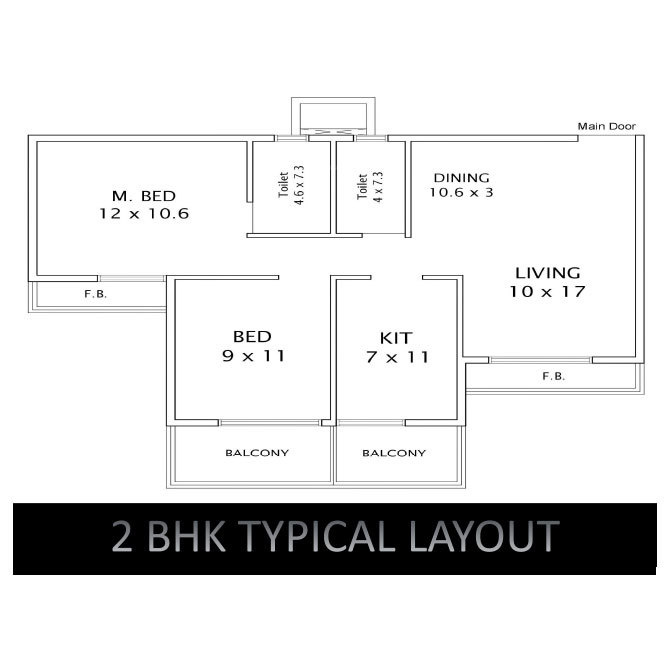 Main Door
M. BED
12 x 10.6
Toilet
4.6 x 7.3
Toilet
4 x 7.3
DINING
10.6 x 3
LIVING
10 x 17
F.B.
BED
9 x 11
KIT
7 x 11
F.B.
BALCONY
BALCONY
2 BHK TYPICAL LAYOUT